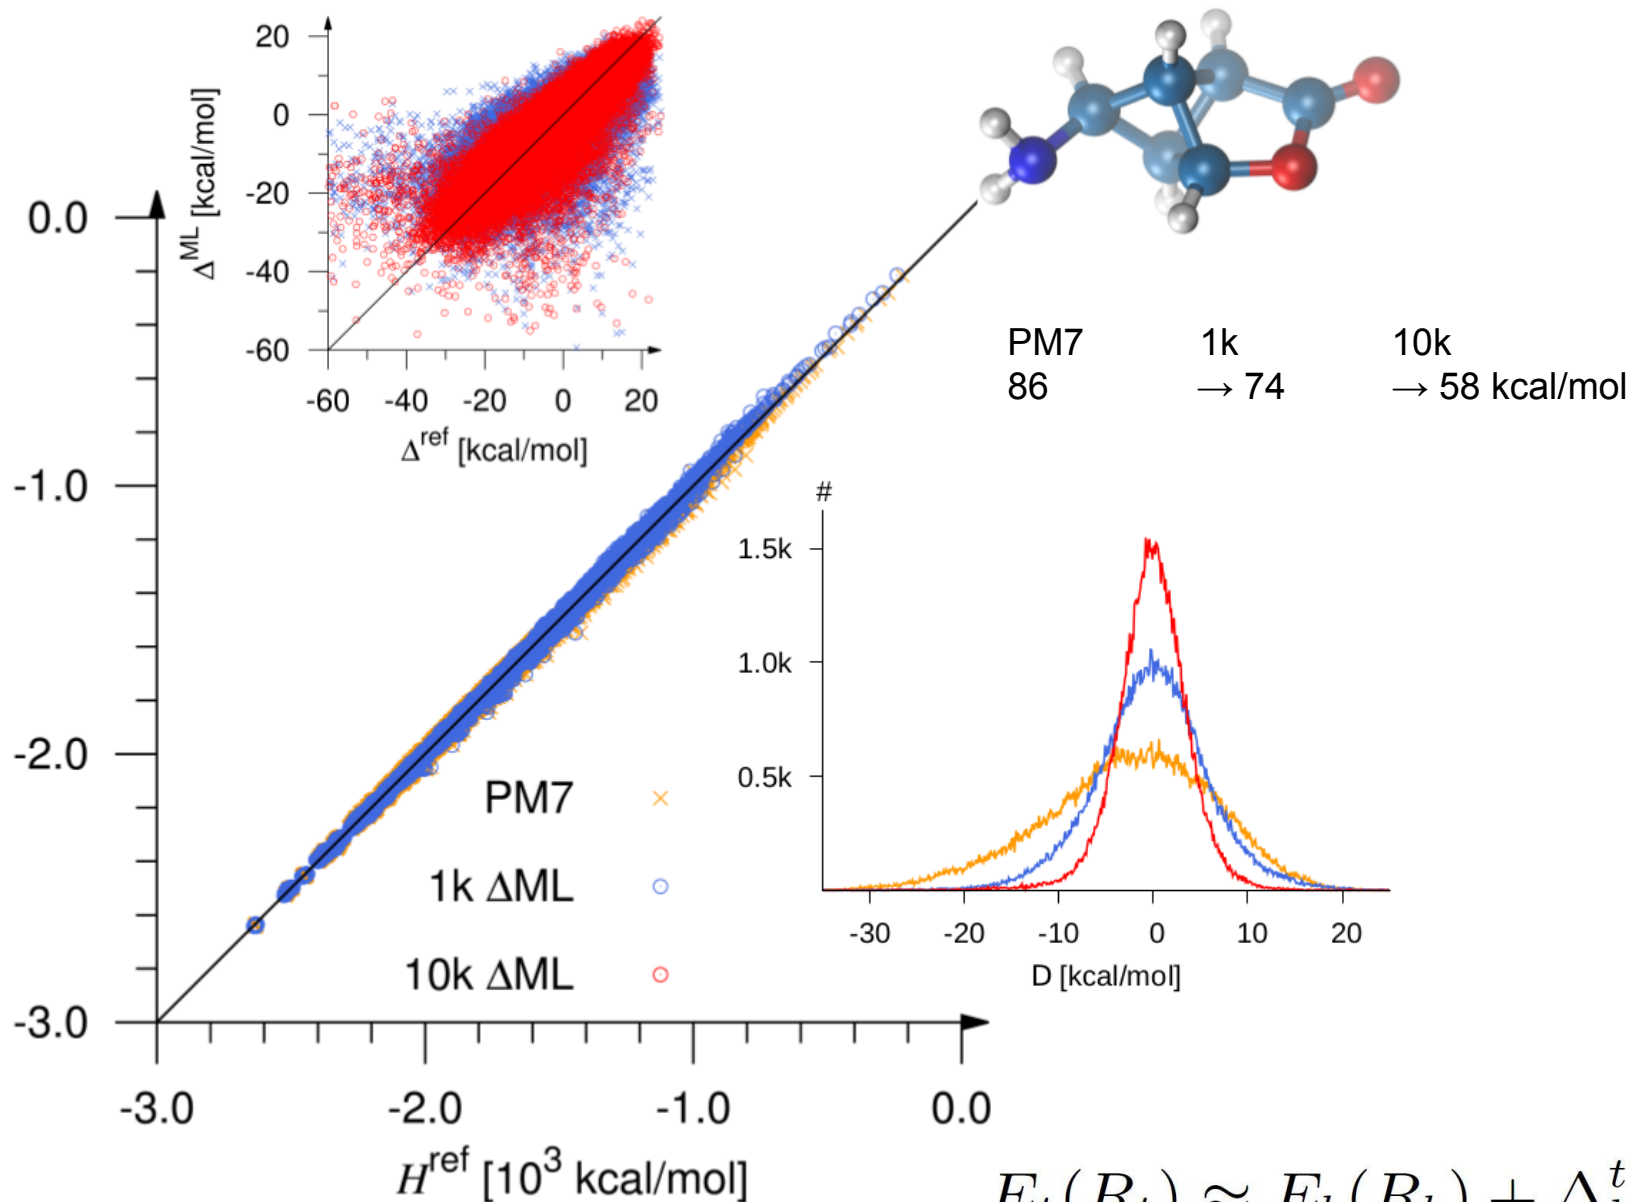 20
0
-20
-40
-60
Δ^ML [kcal/mol]
-60 -40 -20 0 20
Δ^ref [kcal/mol]
0.0
-1.0
-2.0
-3.0
PM7 1k 10k
86 → 74 → 58 kcal/mol
#
1.5k
1.0k
0.5k
-30 -20 -10 0 10 20
D [kcal/mol]
PM7
1k ΔML
10k ΔML
-3.0 -2.0 -1.0 0.0
H^ref [10^3 kcal/mol]